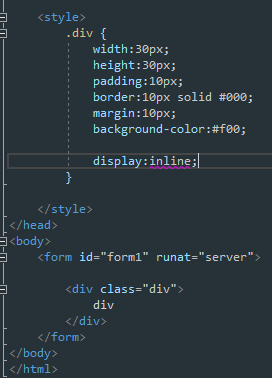 <style>
.div {
width:30px;
height:30px;
padding:10px;
border:10px solid #000;
margin:10px;
background-color:#f00;
display:inline;
}
</style>
</head>
<body>
<form id="form1" runat="server">
<div class="div">
div
</div>
</form>
</body>
</html>